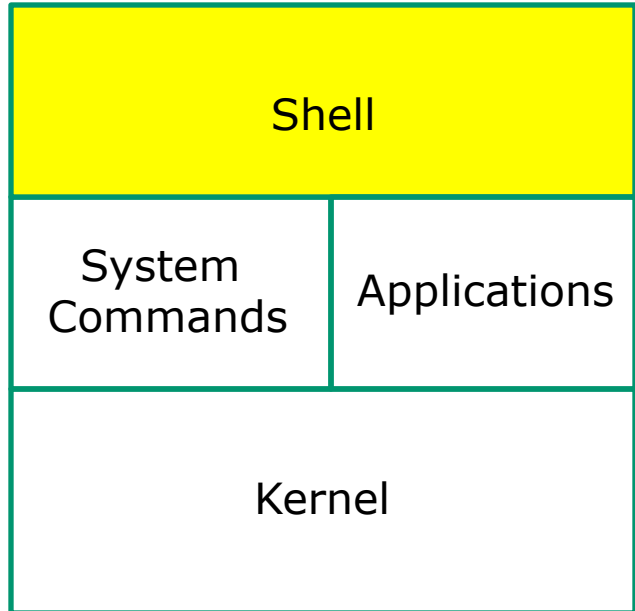 Shell
System
Commands
Applications
Kernel